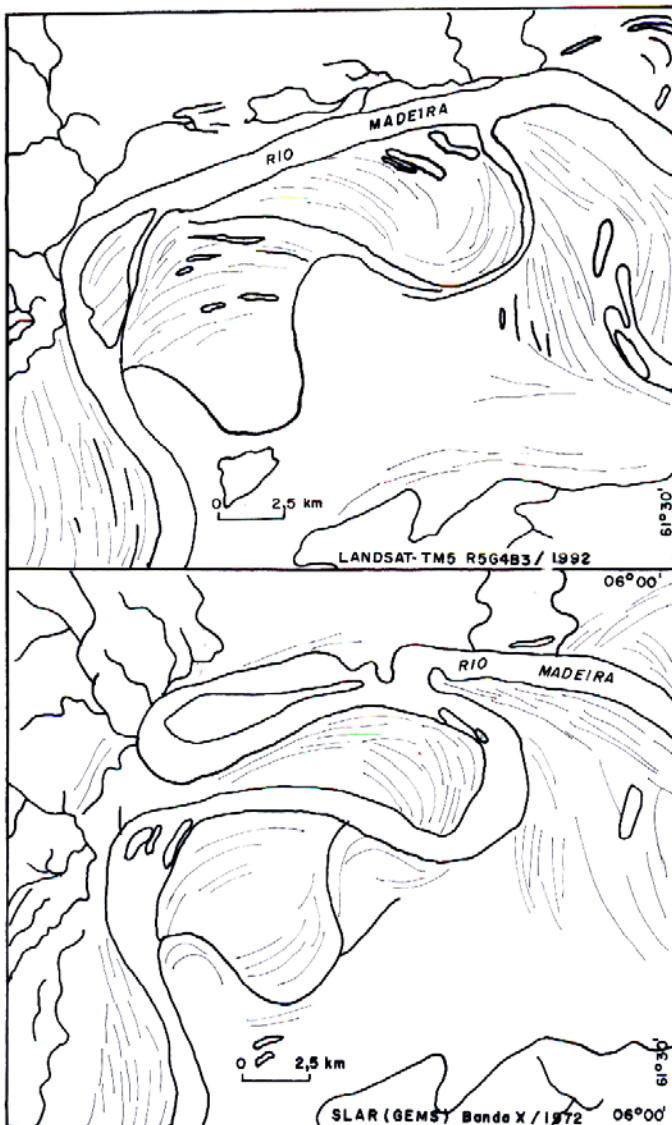 RIO MADEIRA
0 2,5 km
61°30'
LANDSAT-TM5 R5G4B3/1992
06°00'
RIO MADEIRA
0 2,5 km
61°30'
SLAR (GEMS) Banda X/1972 06°00'